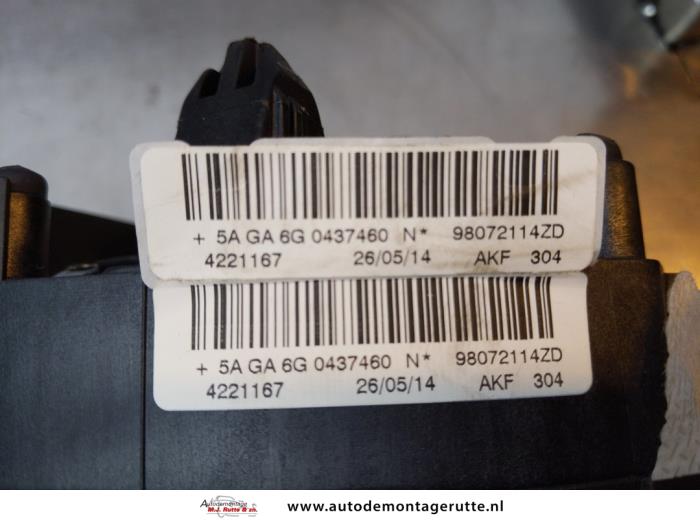 + 5A GA 6G 0437460 N* 98072114ZD
4221167 26/05/14 AKF 304
+ 5A GA 6G 0437460 N* 98072114ZD
4221167 26/05/14 AKF 304
Autodemontage
M.J. Rutte & zn.
www.autodemontagerutte.nl